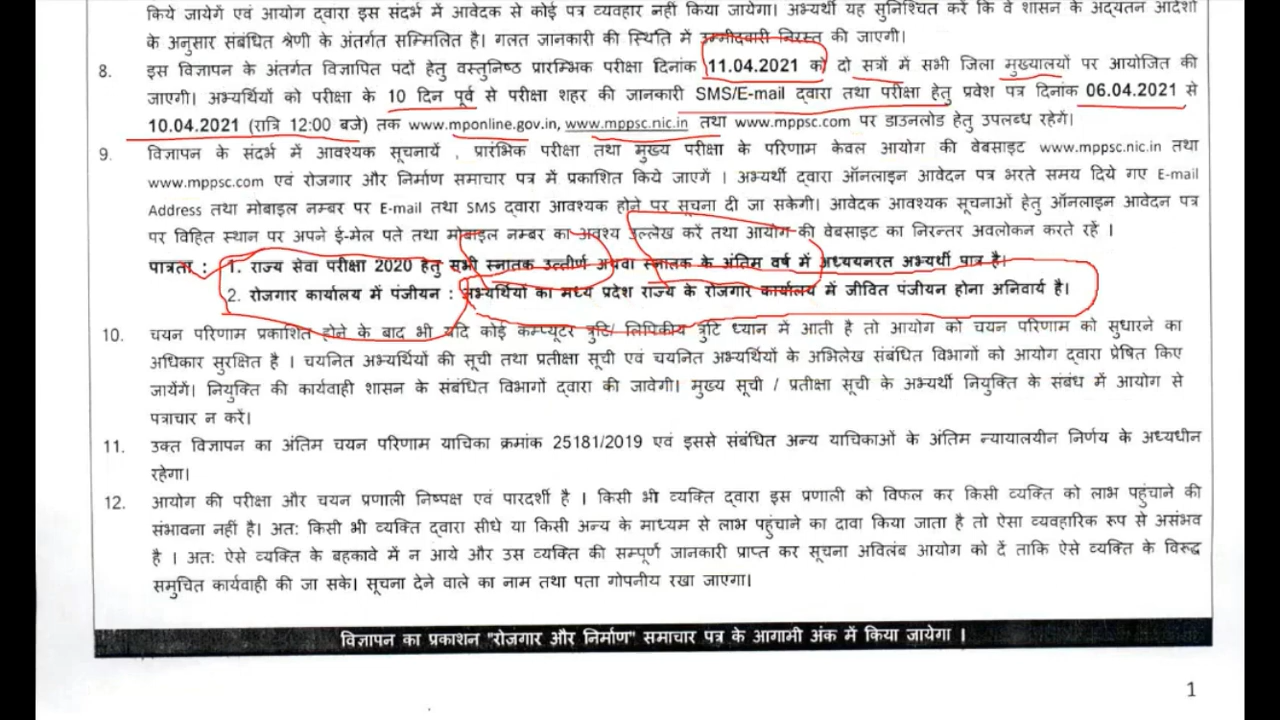 किये जायेगें एवं आयोग द्वारा इस संदर्भ में आवेदक से कोई पत्र व्यवहार नहीं किया जायेगा। अभ्यर्थी यह सुनिश्चित करें कि वे शासन के अद्यतन आदेशों
के अनुसार संबंधित श्रेणी के अंतर्गत सम्मिलित है। गलत जानकारी की स्थिति में उम्मीदवारी निरस्त की जाएगी।
8. इस विज्ञापन के अंतर्गत विज्ञापित पदों हेतु वस्तुनिष्ठ प्रारम्भिक परीक्षा दिनांक 11.04.2021 को दो सत्रों में सभी जिला मुख्यालयों पर आयोजित की
जाएगी। अभ्यर्थियों को परीक्षा के 10 दिन पूर्व से परीक्षा शहर की जानकारी SMS/E-mail द्वारा तथा परीक्षा हेतु प्रवेश पत्र दिनांक 06.04.2021 से
10.04.2021 (रात्रि 12:00 बजे) तक www.mponline.gov.in, www.mppsc.nic.in तथा www.mppsc.com पर डाउनलोड हेतु उपलब्ध रहेगें।
9. विज्ञापन के संदर्भ में आवश्यक सूचनायें , प्रारंभिक परीक्षा तथा मुख्य परीक्षा के परिणाम केवल आयोग की वेबसाइट www.mppsc.nic.in तथा
www.mppsc.com एवं रोजगार और निर्माण समाचार पत्र में प्रकाशित किये जाएगें । अभ्यर्थी द्वारा ऑनलाइन आवेदन पत्र भरते समय दिये गए E-mail
Address तथा मोबाइल नम्बर पर E-mail तथा SMS द्वारा आवश्यक होने पर सूचना दी जा सकेगी। आवेदक आवश्यक सूचनाओं हेतु ऑनलाइन आवेदन पत्र
पर विहित स्थान पर अपने ई-मेल पते तथा मोबाइल नम्बर का अवश्य उल्लेख करें तथा आयोग की वेबसाइट का निरन्तर अवलोकन करते रहें ।
पात्रता : 1. राज्य सेवा परीक्षा 2020 हेतु सभी स्नातक उत्तीर्ण अथवा स्नातक के अंतिम वर्ष में अध्ययनरत अभ्यर्थी पात्र है।
2. रोजगार कार्यालय में पंजीयन : अभ्यर्थियों का मध्य प्रदेश राज्य के रोजगार कार्यालय में जीवित पंजीयन होना अनिवार्य है।
10. चयन परिणाम प्रकाशित होने के बाद भी यदि कोई कम्प्यूटर त्रुटि/ लिपिकीय त्रुटि ध्यान में आती है तो आयोग को चयन परिणाम को सुधारने का
अधिकार सुरक्षित है । चयनित अभ्यर्थियों की सूची तथा प्रतीक्षा सूची एवं चयनित अभ्यर्थियों के अभिलेख संबंधित विभागों को आयोग द्वारा प्रेषित किए
जायेंगें। नियुक्ति की कार्यवाही शासन के संबंधित विभागों द्वारा की जावेगी। मुख्य सूची / प्रतीक्षा सूची के अभ्यर्थी नियुक्ति के संबंध में आयोग से
पत्राचार न करें।
11. उक्त विज्ञापन का अंतिम चयन परिणाम याचिका क्रमांक 25181/2019 एवं इससे संबंधित अन्य याचिकाओं के अंतिम न्यायालयीन निर्णय के अध्यधीन
रहेगा।
12. आयोग की परीक्षा और चयन प्रणाली निष्पक्ष एवं पारदर्शी है । किसी भी व्यक्ति द्वारा इस प्रणाली को विफल कर किसी व्यक्ति को लाभ पहुंचाने की
संभावना नहीं है। अतः किसी भी व्यक्ति द्वारा सीधे या किसी अन्य के माध्यम से लाभ पहुंचाने का दावा किया जाता है तो ऐसा व्यवहारिक रूप से असंभव
है । अतः ऐसे व्यक्ति के बहकावे में न आये और उस व्यक्ति की सम्पूर्ण जानकारी प्राप्त कर सूचना अविलंब आयोग को दें ताकि ऐसे व्यक्ति के विरूद्ध
समुचित कार्यवाही की जा सके। सूचना देने वाले का नाम तथा पता गोपनीय रखा जाएगा।
विज्ञापन का प्रकाशन "रोजगार और निर्माण" समाचार पत्र के आगामी अंक में किया जायेगा ।
1